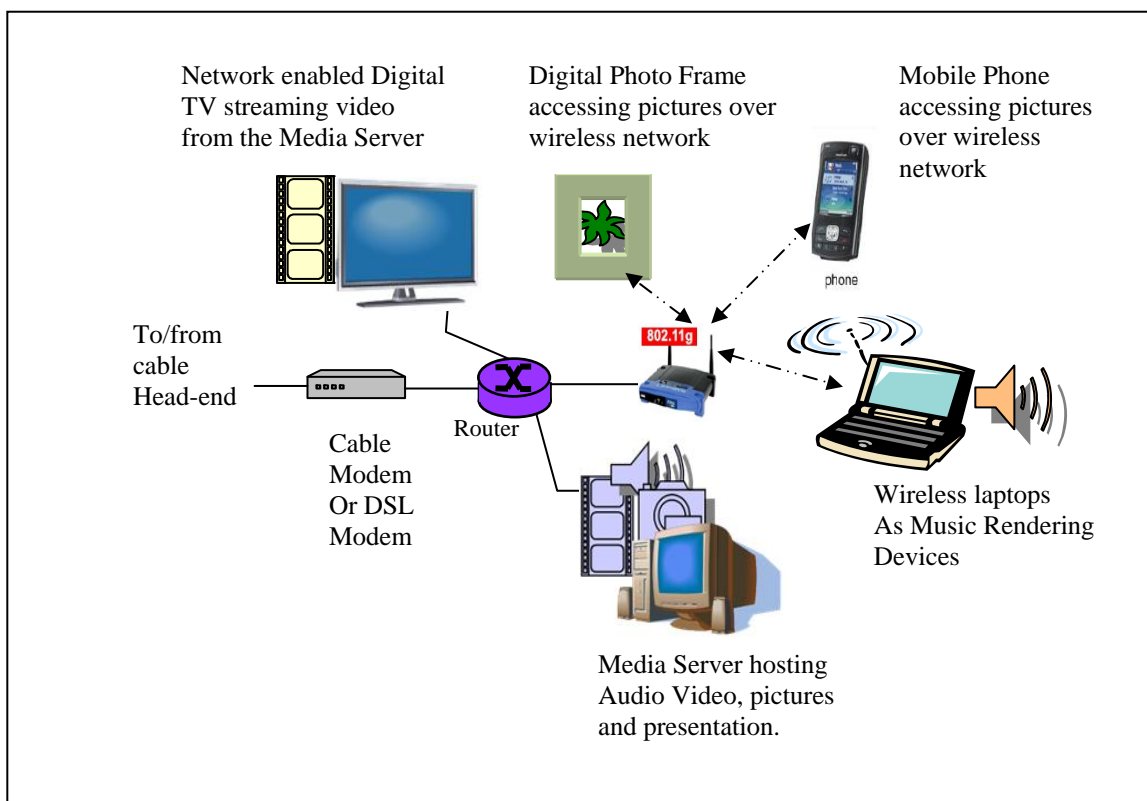 Network enabled Digital
TV streaming video
from the Media Server
Digital Photo Frame
accessing pictures over
wireless network
Mobile Phone
accessing pictures
over wireless
network
phone
802.11g
To/from
cable
Head-end
Router
Cable
Modem
Or DSL
Modem
Wireless laptops
As Music Rendering
Devices
Media Server hosting
Audio Video, pictures
and presentation.